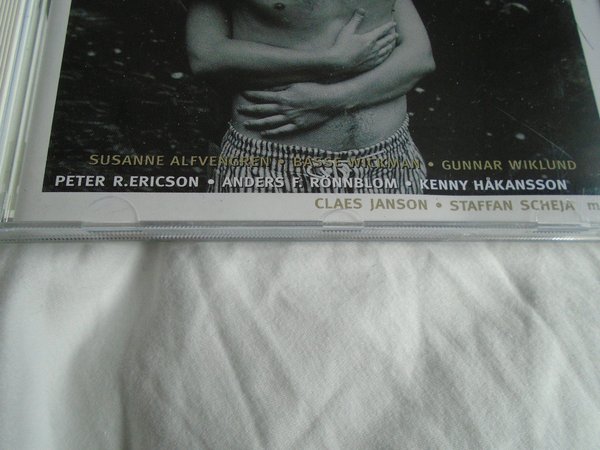 SUSANNE ALFVENGREN • BASSE WICKMAN • GUNNAR WIKLUND
PETER R.ERICSON • ANDERS F. RÖNNBLOM • KENNY HÅKANSSON
CLAES JANSON • STAFFAN SCHEJA m